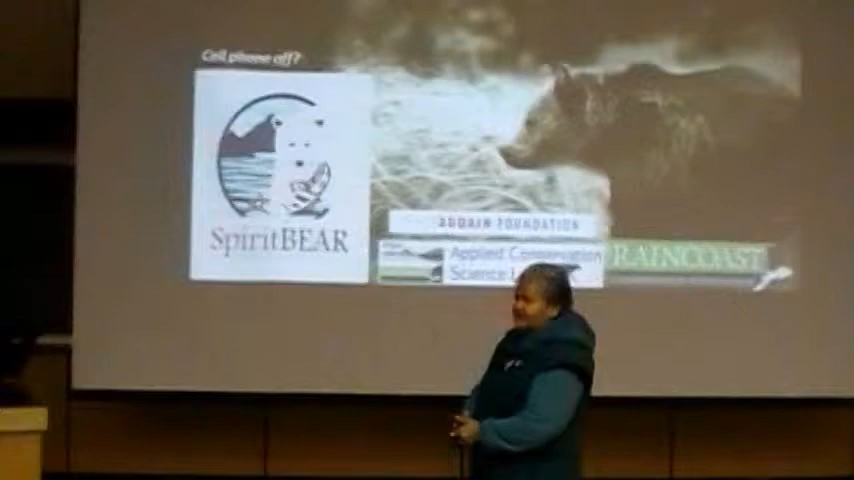 Cell phone off?
SpiritBEAR
FOUNDATION
Applied Conservation
Science
RAINCOAST